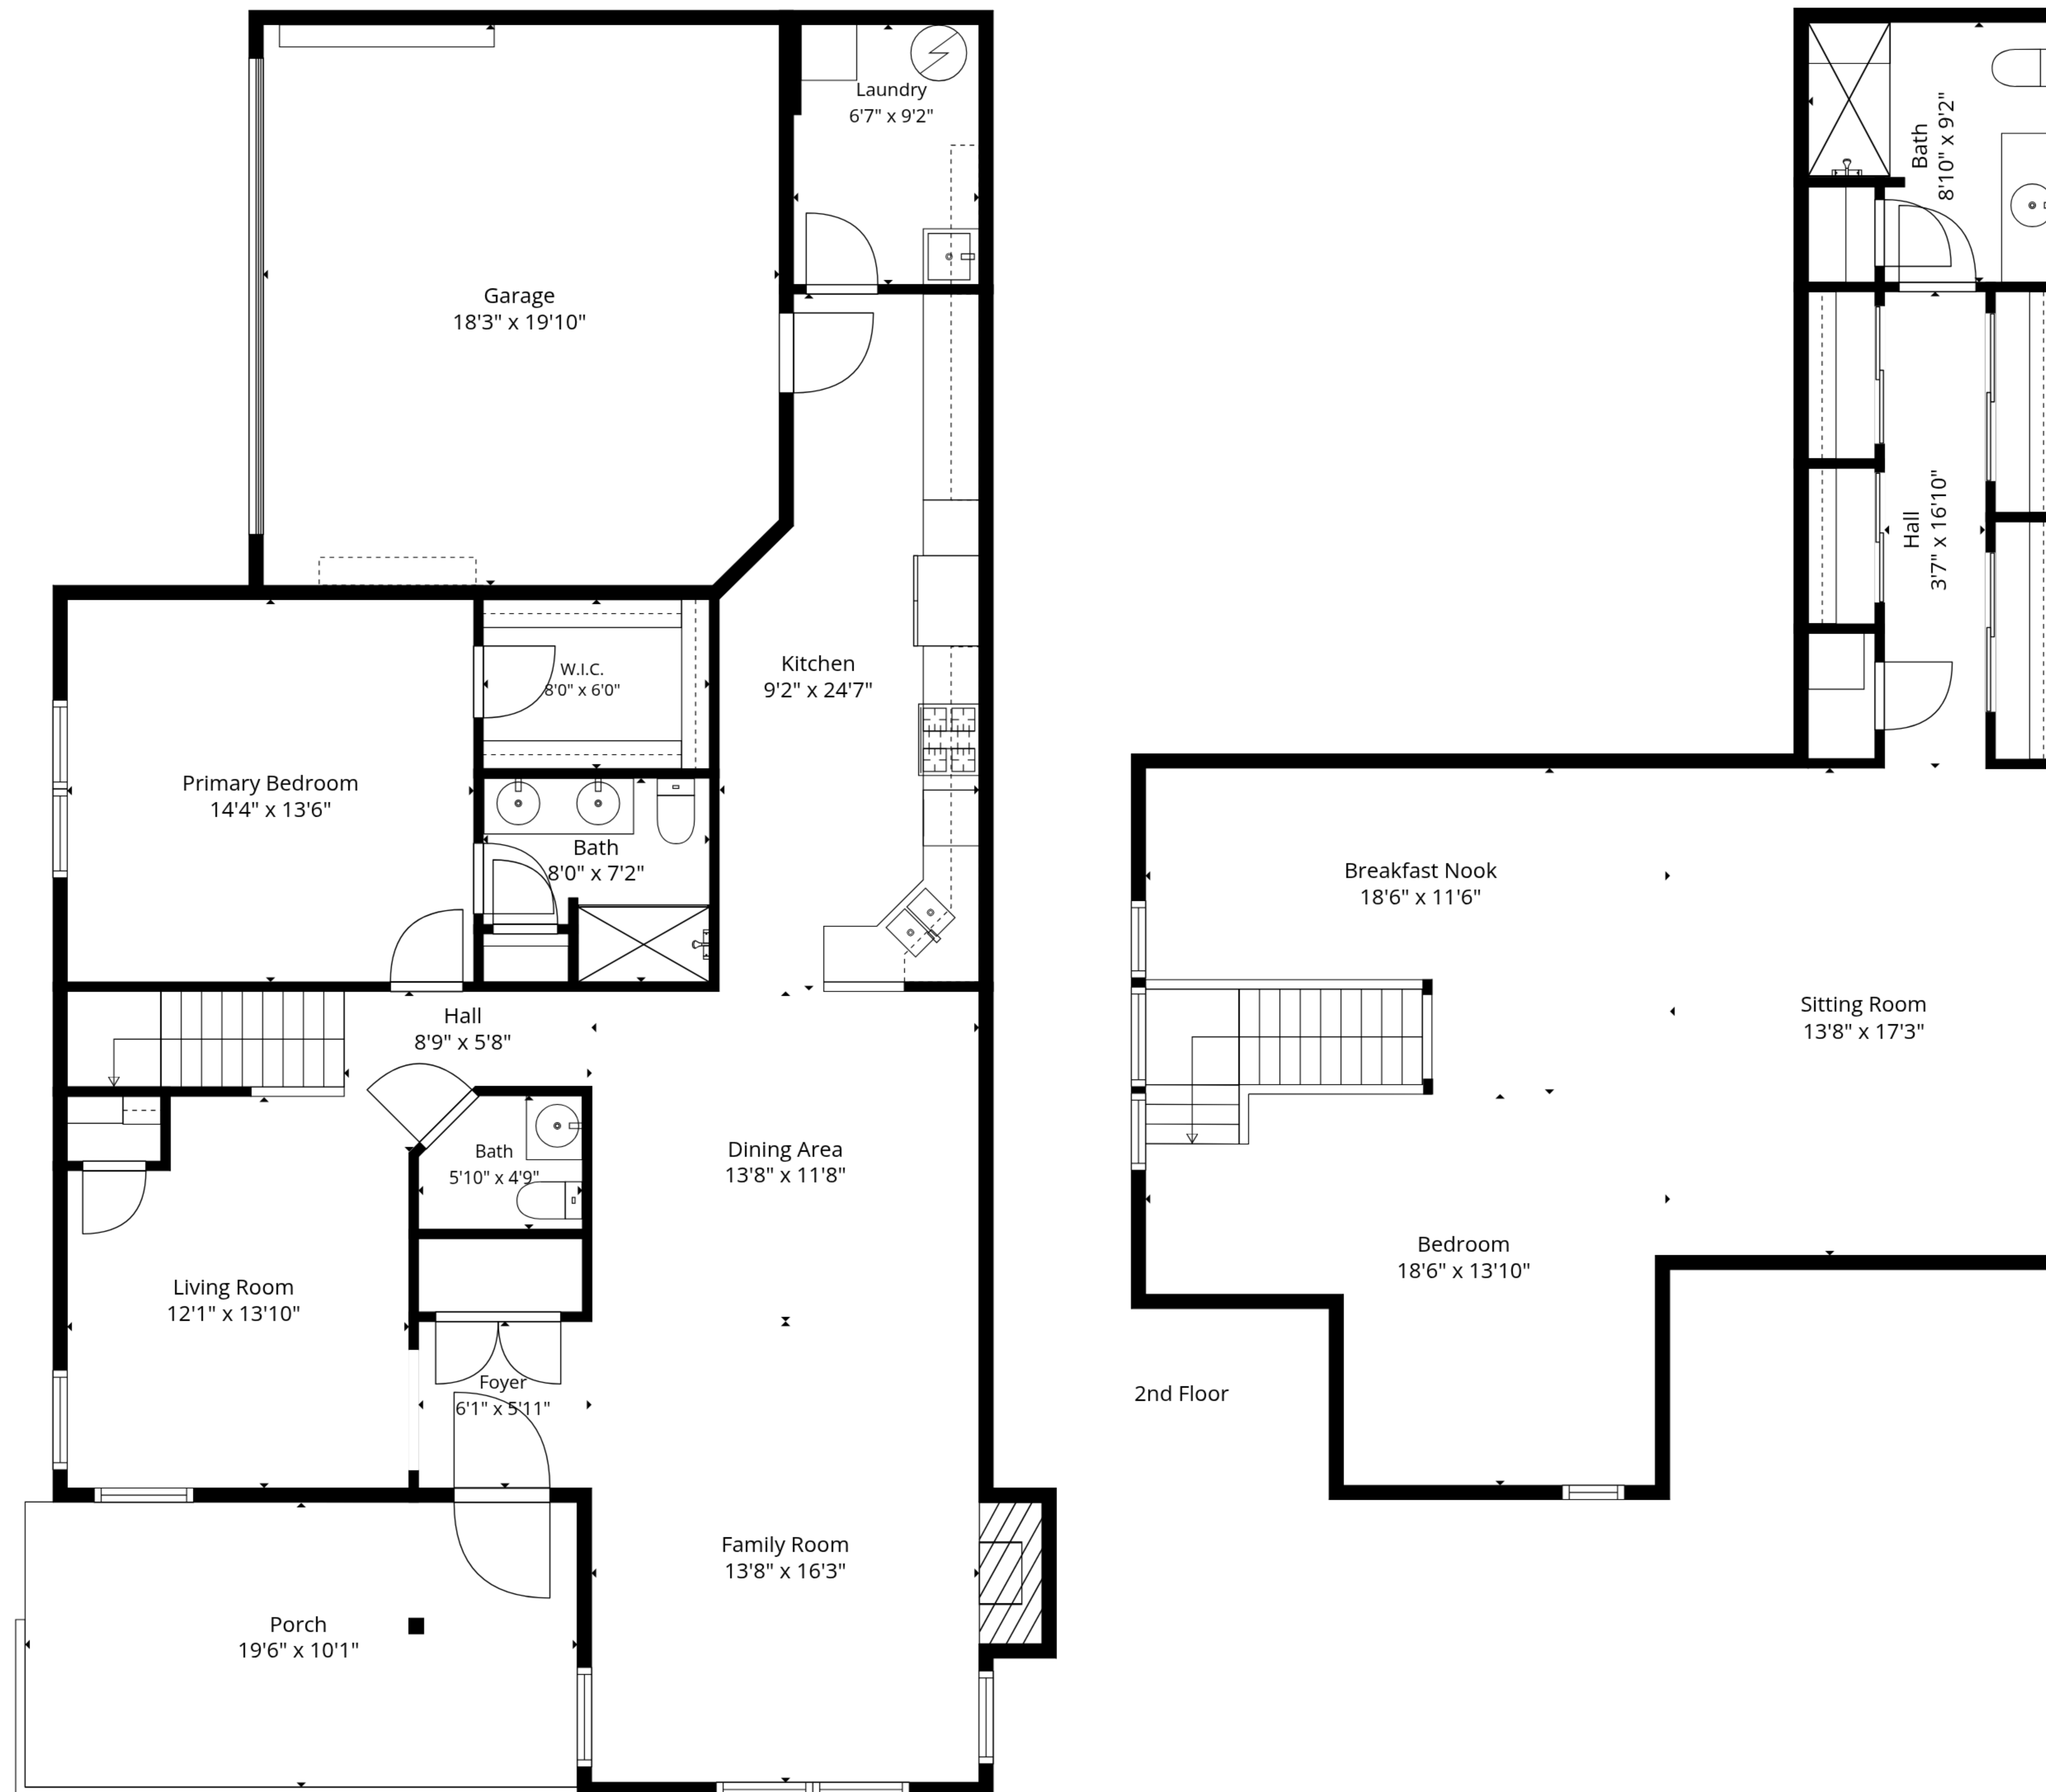 Laundry
6'7" x 9'2"
Garage
18'3" x 19'10"
Kitchen
9'2" x 24'7"
W.I.C.
8'0" x 6'0"
Primary Bedroom
14'4" x 13'6"
Bath
8'0" x 7'2"
Hall
8'9" x 5'8"
Bath
5'10" x 4'9"
Dining Area
13'8" x 11'8"
Living Room
12'1" x 13'10"
Foyer
6'1" x 5'11"
Family Room
13'8" x 16'3"
Porch
19'6" x 10'1"
Bath
8'10" x 9'2"
Hall
3'7" x 16'10"
Breakfast Nook
18'6" x 11'6"
Sitting Room
13'8" x 17'3"
Bedroom
18'6" x 13'10"
2nd Floor